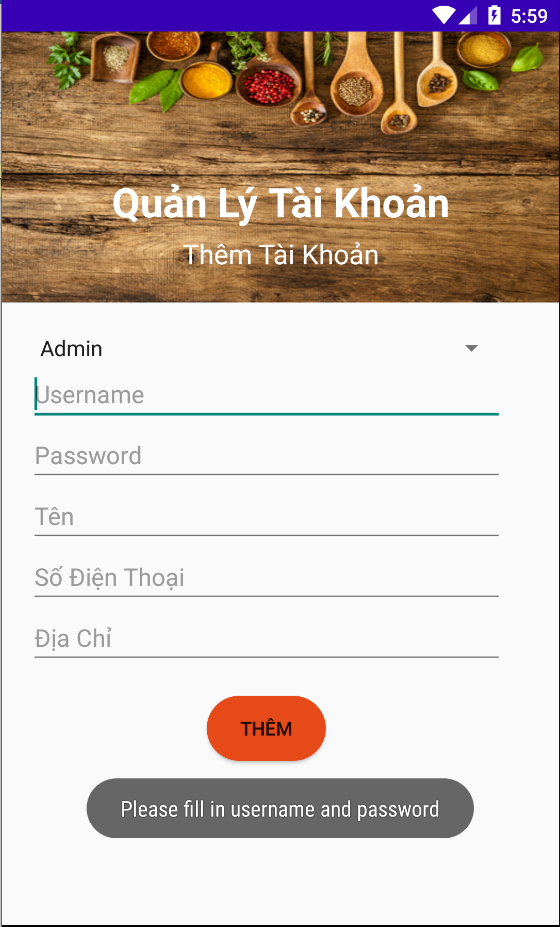 5:59
Quản Lý Tài Khoản
Thêm Tài Khoản
Admin
Username
Password
Tên
Số Điện Thoại
Địa Chỉ
THÊM
Please fill in username and password